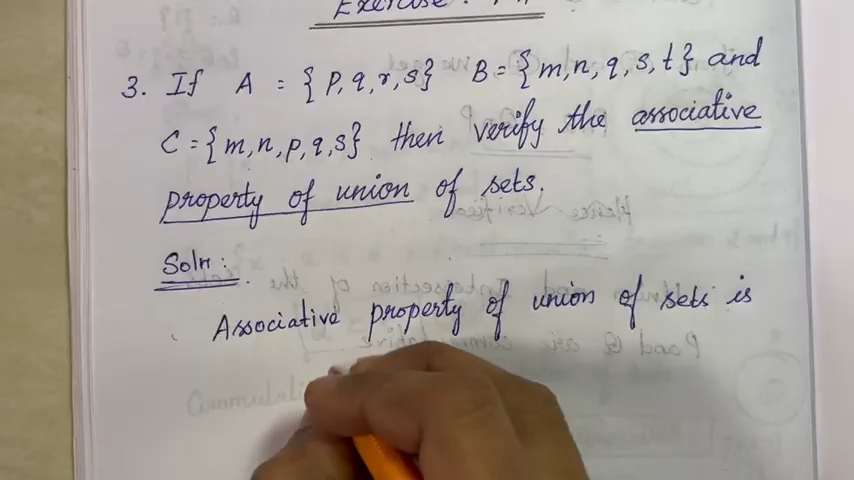 Exercise :
3. If A = {p,q,r,s} B = {m,n,q,s,t} and
C = {m,n,p,q,s} then verify the associative
property of union of sets.
Soln :
Associative property of union of sets is